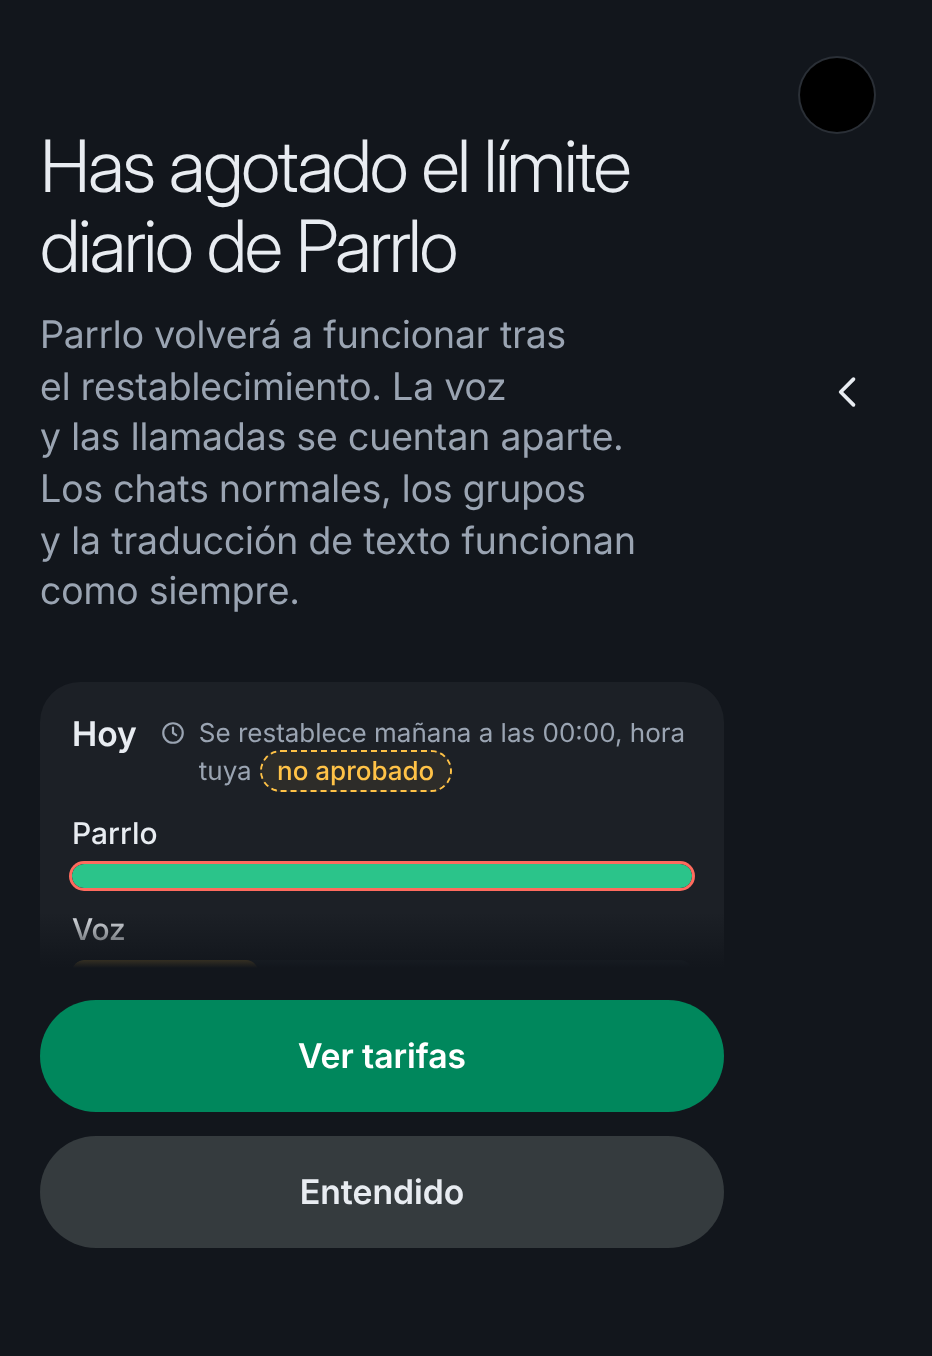 Has agotado el límite
diario de Parrlo
Parrlo volverá a funcionar tras
el restablecimiento. La voz
y las llamadas se cuentan aparte.
Los chats normales, los grupos
y la traducción de texto funcionan
como siempre.
Hoy Se restablece mañana a las 00:00, hora
tuya no aprobado
Parrlo
Voz
Ver tarifas
Entendido